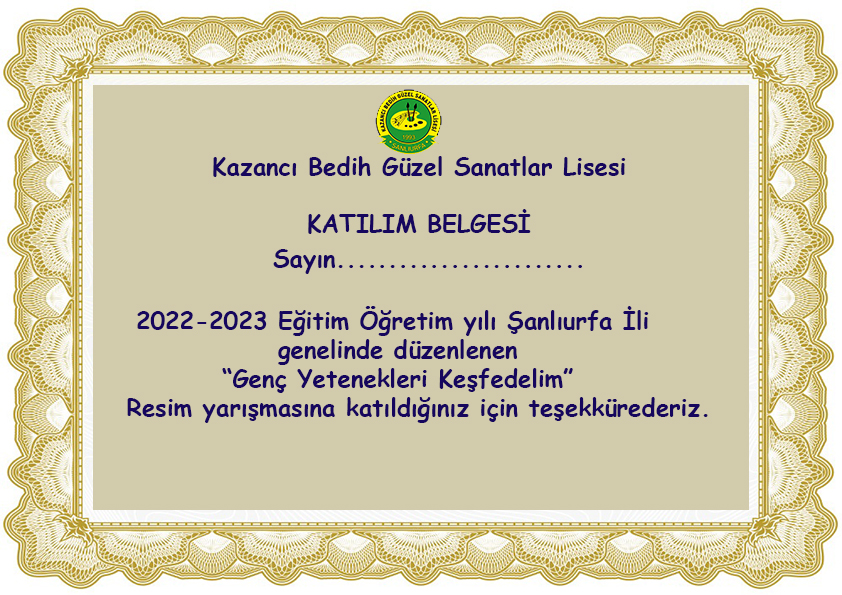 KAZANCI BEDİH GÜZEL SANATLAR LİSESİ
1993
ŞANLIURFA
Kazancı Bedih Güzel Sanatlar Lisesi
KATILIM BELGESİ
Sayın........................
2022-2023 Eğitim Öğretim yılı Şanlıurfa İli
genelinde düzenlenen
“Genç Yetenekleri Keşfedelim”
Resim yarışmasına katıldığınız için teşekkürederiz.